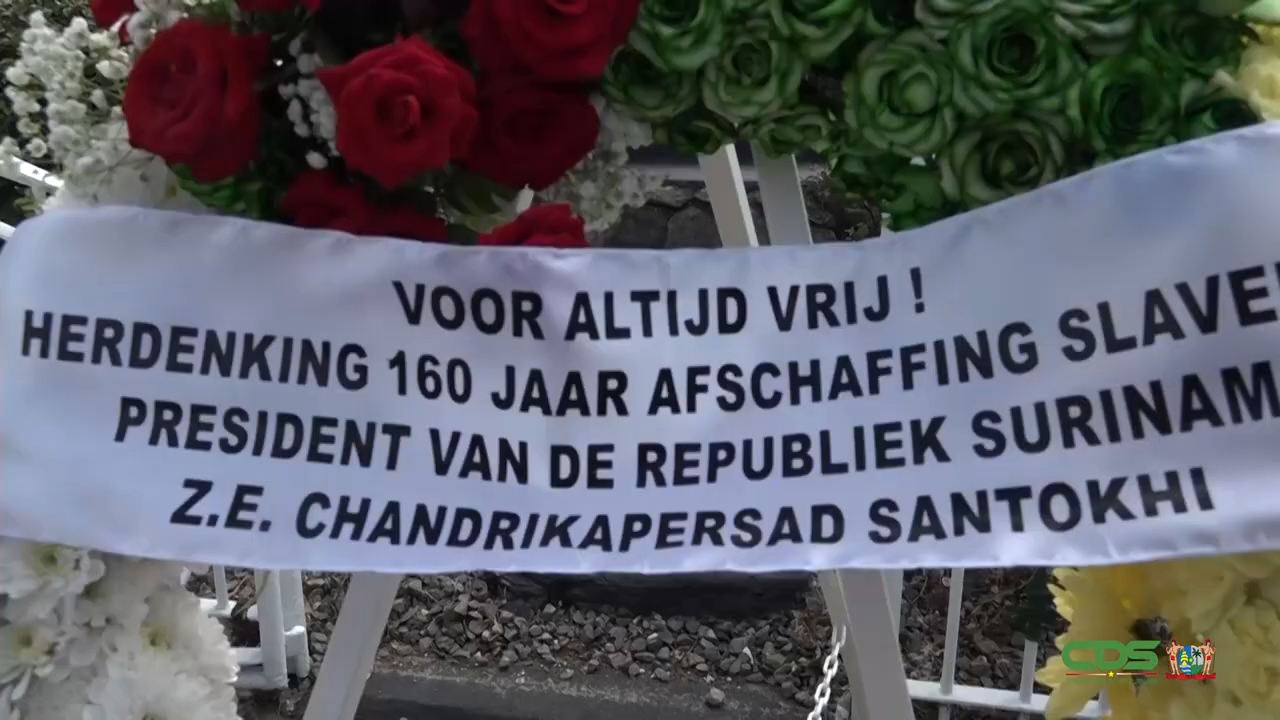 VOOR ALTIJD VRIJ !
HERDENKING 160 JAAR AFSCHAFFING SLAVE
PRESIDENT VAN DE REPUBLIEK SURINAM
Z.E. CHANDRIKAPERSAD SANTOKHI
CDS